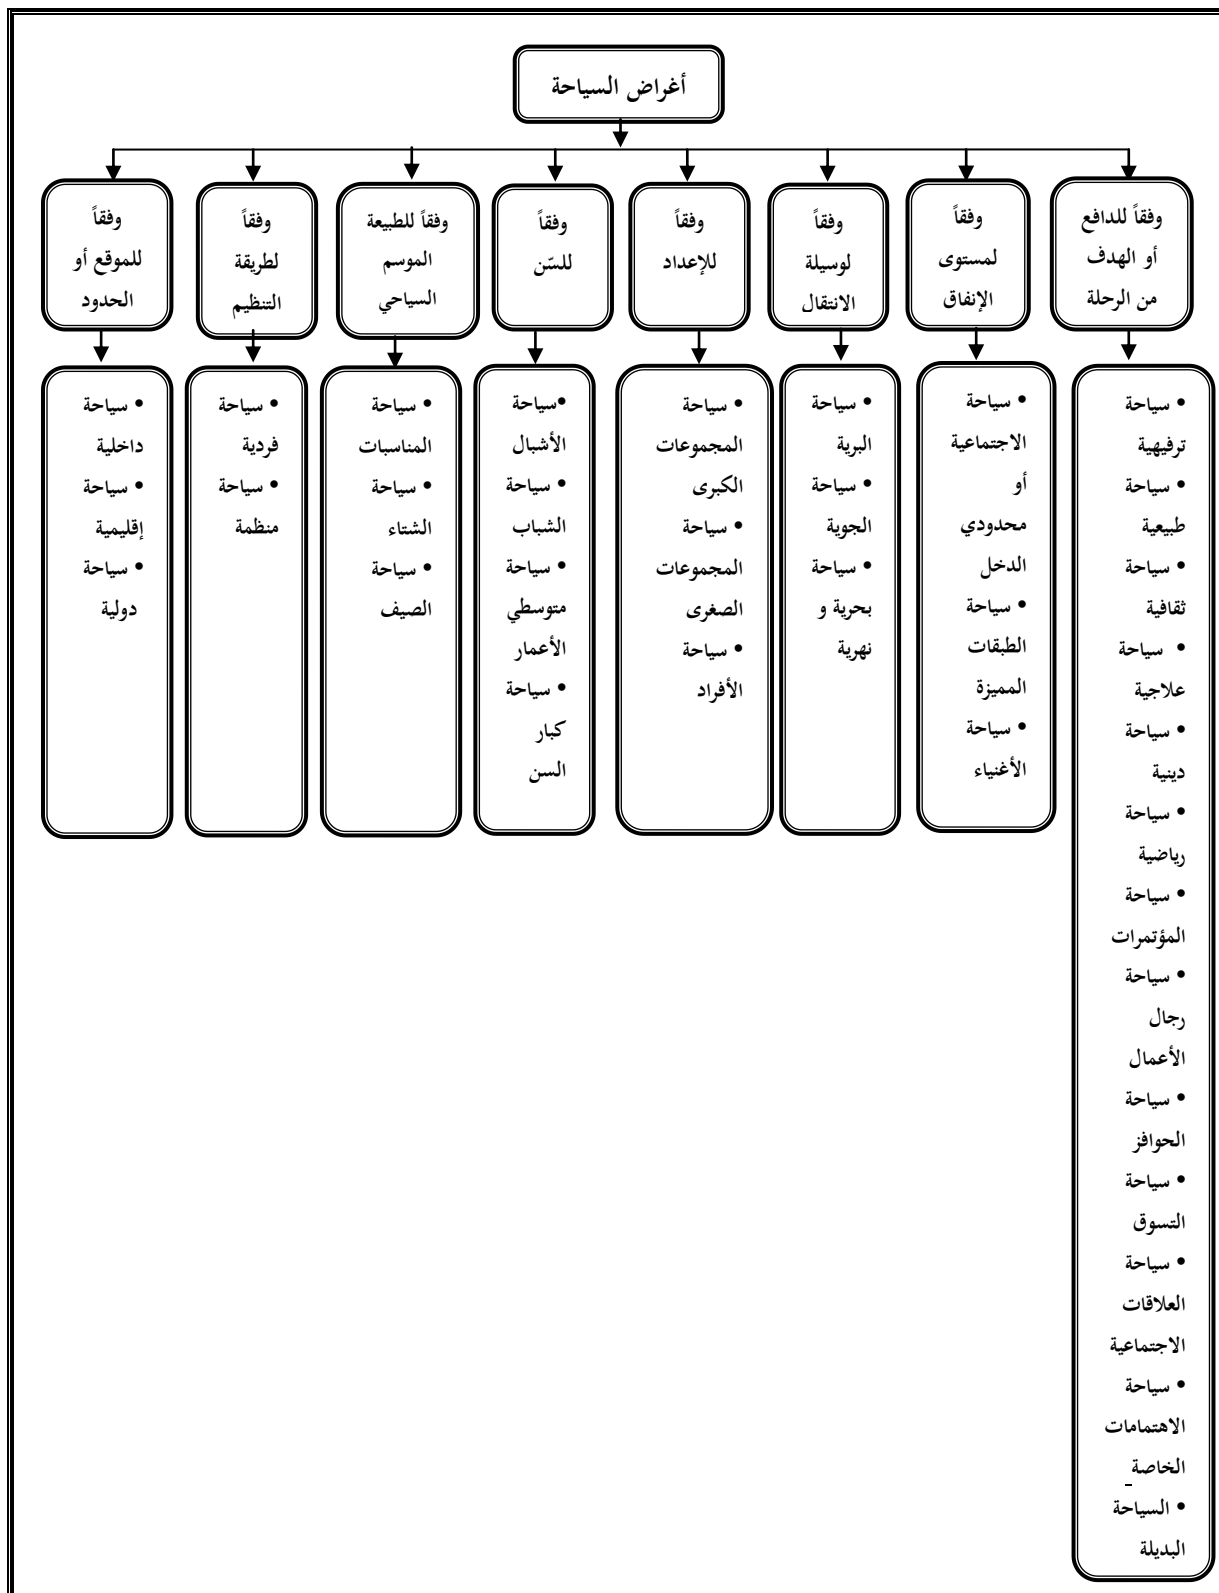 أغراض السياحة
وفقاً للدافع
أو الهدف
من الرحلة
وفقاً
لمستوى
الإنفاق
وفقاً
لوسيلة
الانتقال
وفقاً
للإعداد
وفقاً
للسّن
وفقاً للطبيعة
الموسم
السياحي
وفقاً
لطريقة
التنظيم
وفقاً
للموقع أو
الحدود
• سياحة
ترفيهية
• سياحة
طبيعية
• سياحة
ثقافية
• سياحة
علاجية
• سياحة
دينية
• سياحة
رياضية
• سياحة
المؤتمرات
• سياحة
رجال
الأعمال
• سياحة
الحوافز
• سياحة
التسوق
• سياحة
العلاقات
الاجتماعية
• سياحة
الاهتمامات
الخاصة
• السياحة
البديلة
• سياحة
الاجتماعية
أو
محدودي
الدخل
• سياحة
الطبقات
المميزة
• سياحة
الأغنياء
• سياحة
البرية
• سياحة
الجوية
• سياحة
بحرية و
نهرية
• سياحة
المجموعات
الكبرى
• سياحة
المجموعات
الصغرى
• سياحة
الأفراد
•سياحة
الأشبال
• سياحة
الشباب
• سياحة
متوسطي
الأعمار
• سياحة
كبار
السن
• سياحة
المناسبات
• سياحة
الشتاء
• سياحة
الصيف
• سياحة
فردية
• سياحة
منظمة
• سياحة
داخلية
• سياحة
إقليمية
• سياحة
دولية